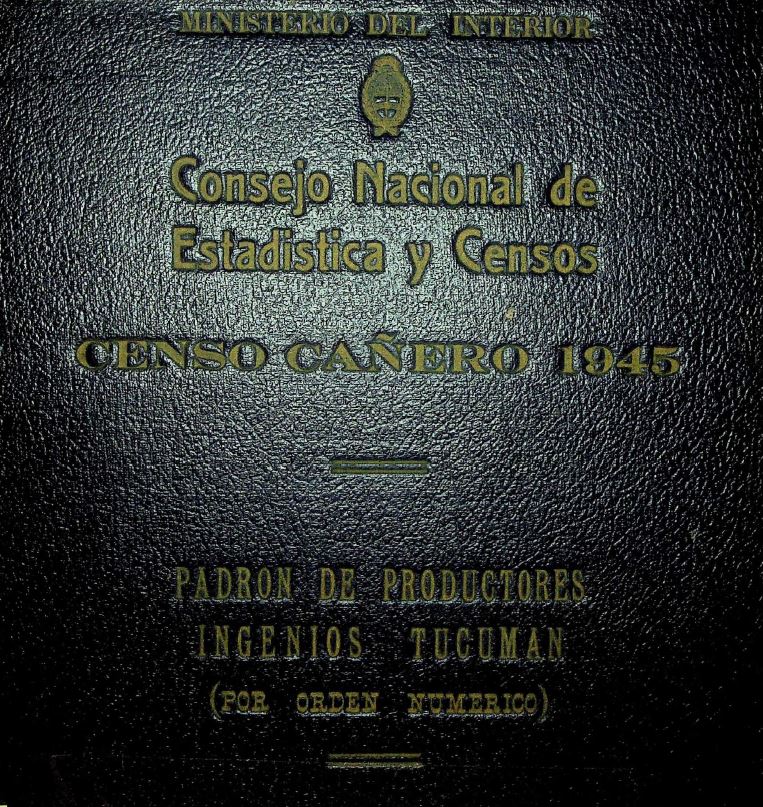 MINISTERIO DEL INTERIOR
Consejo Nacional de
Estadistica y Censos
CENSO CAÑERO 1945
PADRON DE PRODUCTORES
INGENIOS TUCUMAN
(POR ORDEN NUMERICO)